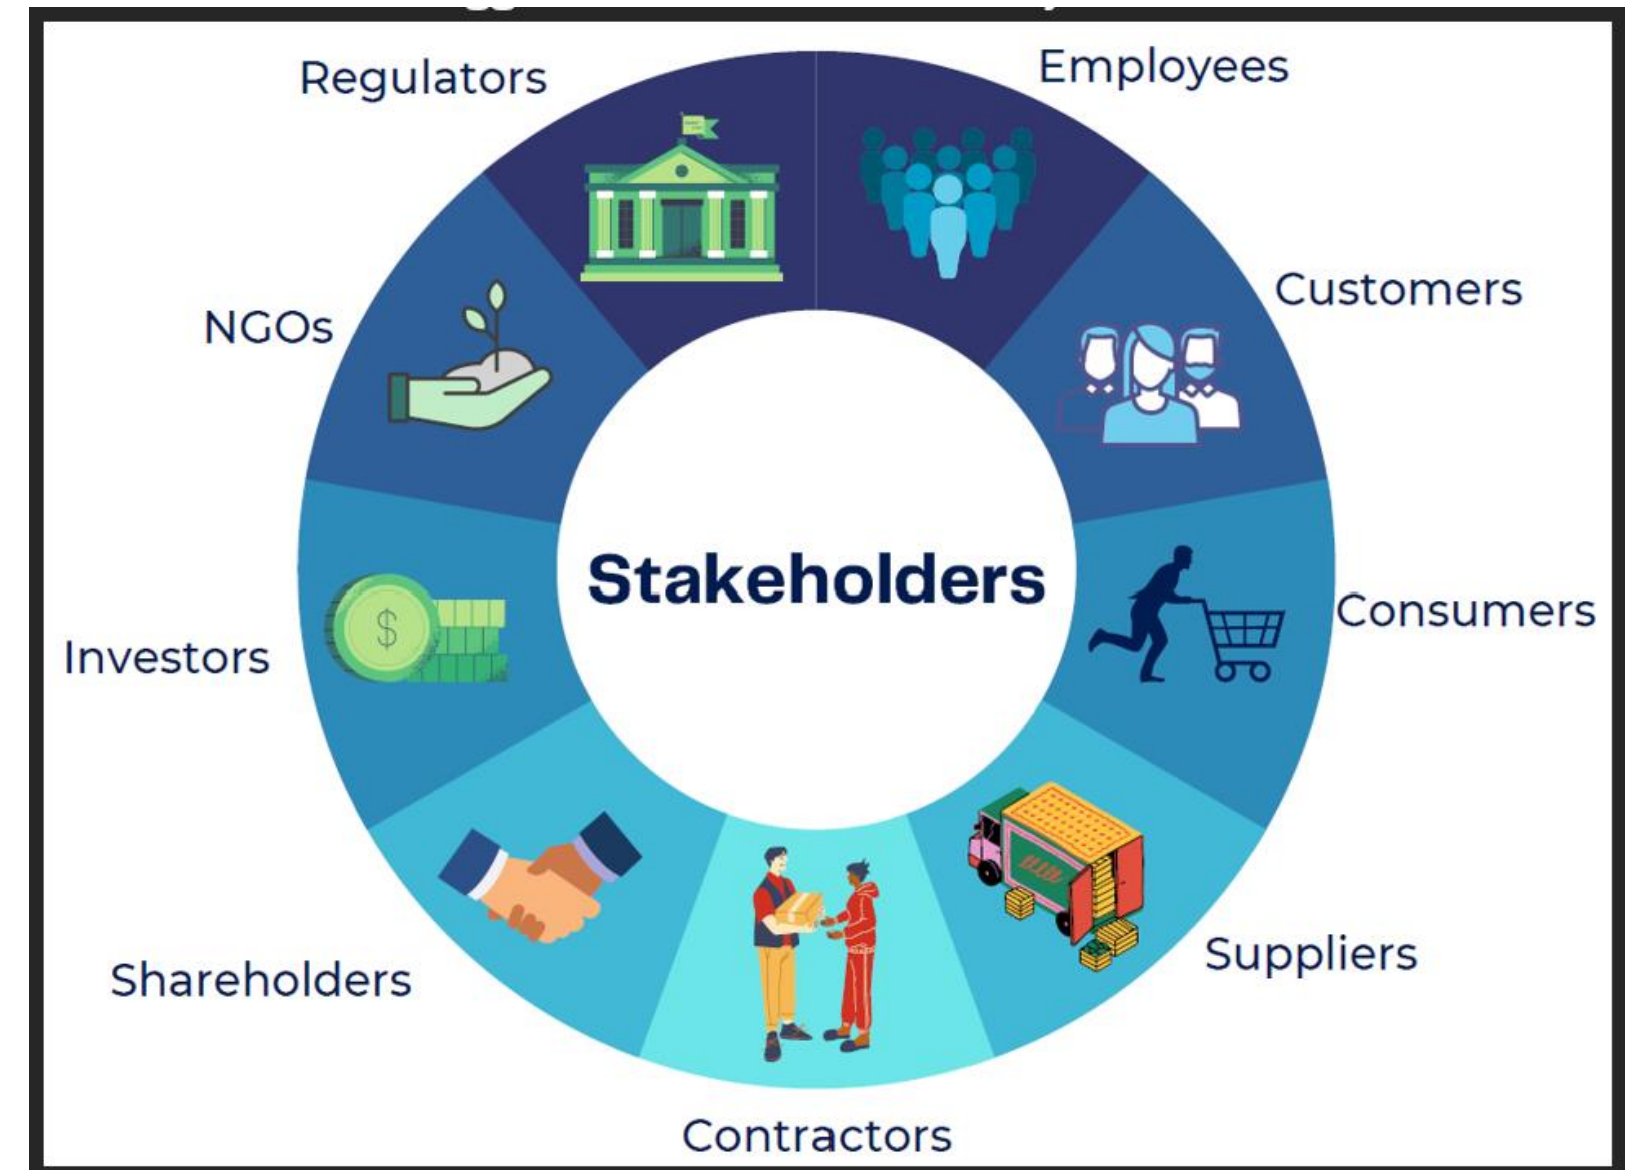 Regulators
Employees
NGOs
Customers
Stakeholders
Investors
Consumers
Shareholders
Suppliers
Contractors
$